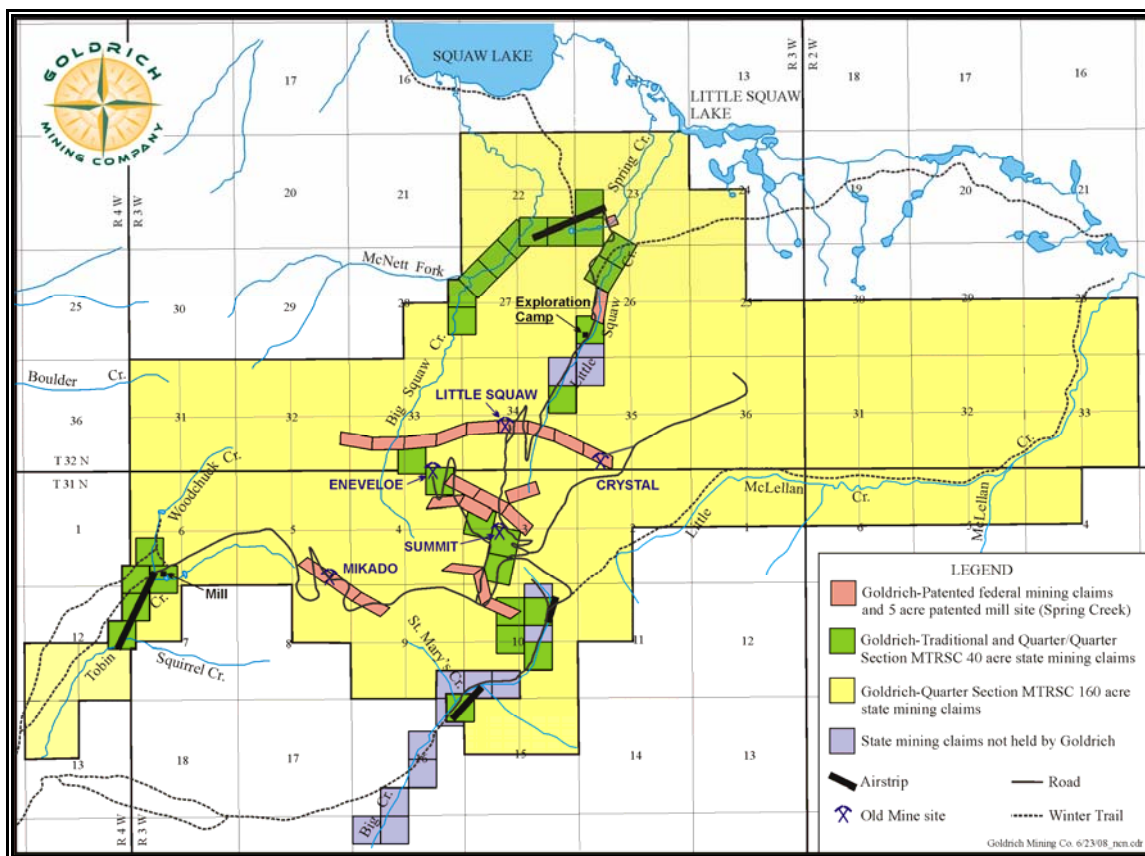 GOLDRICH
MINING COMPANY
R 4 W
R 3 W
R 3 W
R 2 W
17
16
SQUAW LAKE
14
13
18
17
16
LITTLE SQUAW
LAKE
20
21
22
Spring Cr.
23
24
19
20
21
McNett Fork
25
30
29
28
27
26
25
30
29
28
Exploration
Camp
Squaw Cr.
Little
Boulder Cr.
Big Squaw Cr.
LITTLE SQUAW
36
31
32
33
34
35
36
31
32
33
T 32 N
T 31 N
Woodchuck Cr.
ENEVELOE
CRYSTAL
McLellan
Cr.
Little
McLellan
Cr.
1
6
5
4
3
4
SUMMIT
MIKADO
Mill
Cr.
Tobin
12
7
8
9
10
11
12
Squirrel Cr.
St. Mary's Cr.
13
18
17
16
15
14
13
Big Cr.
R 4 W
R 3 W
LEGEND
Goldrich-Patented federal mining claims
and 5 acre patented mill site (Spring Creek)
Goldrich-Traditional and Quarter/Quarter
Section MTRSC 40 acre state mining claims
Goldrich-Quarter Section MTRSC 160 acre
state mining claims
State mining claims not held by Goldrich
Airstrip
Road
Old Mine site
Winter Trail
Goldrich Mining Co. 6/23/08_ncn.cdr